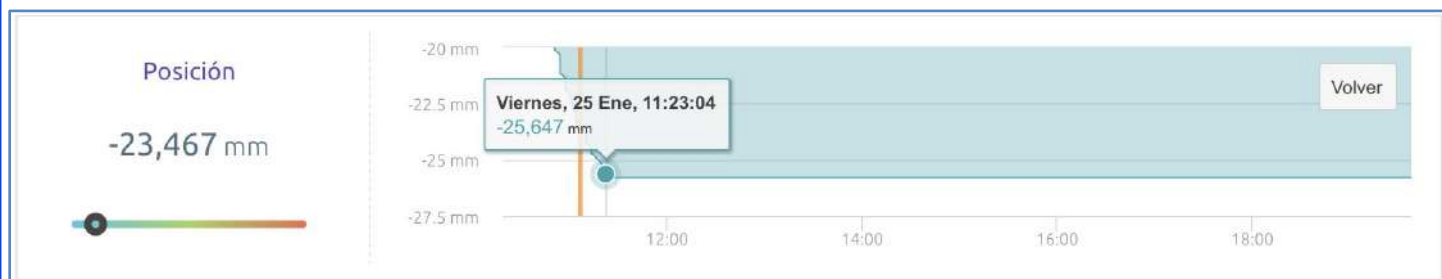 Posición
-23,467 mm
-20 mm
-22.5 mm
-25 mm
-27.5 mm
Viernes, 25 Ene, 11:23:04
-25,647 mm
Volver
12:00
14:00
16:00
18:00